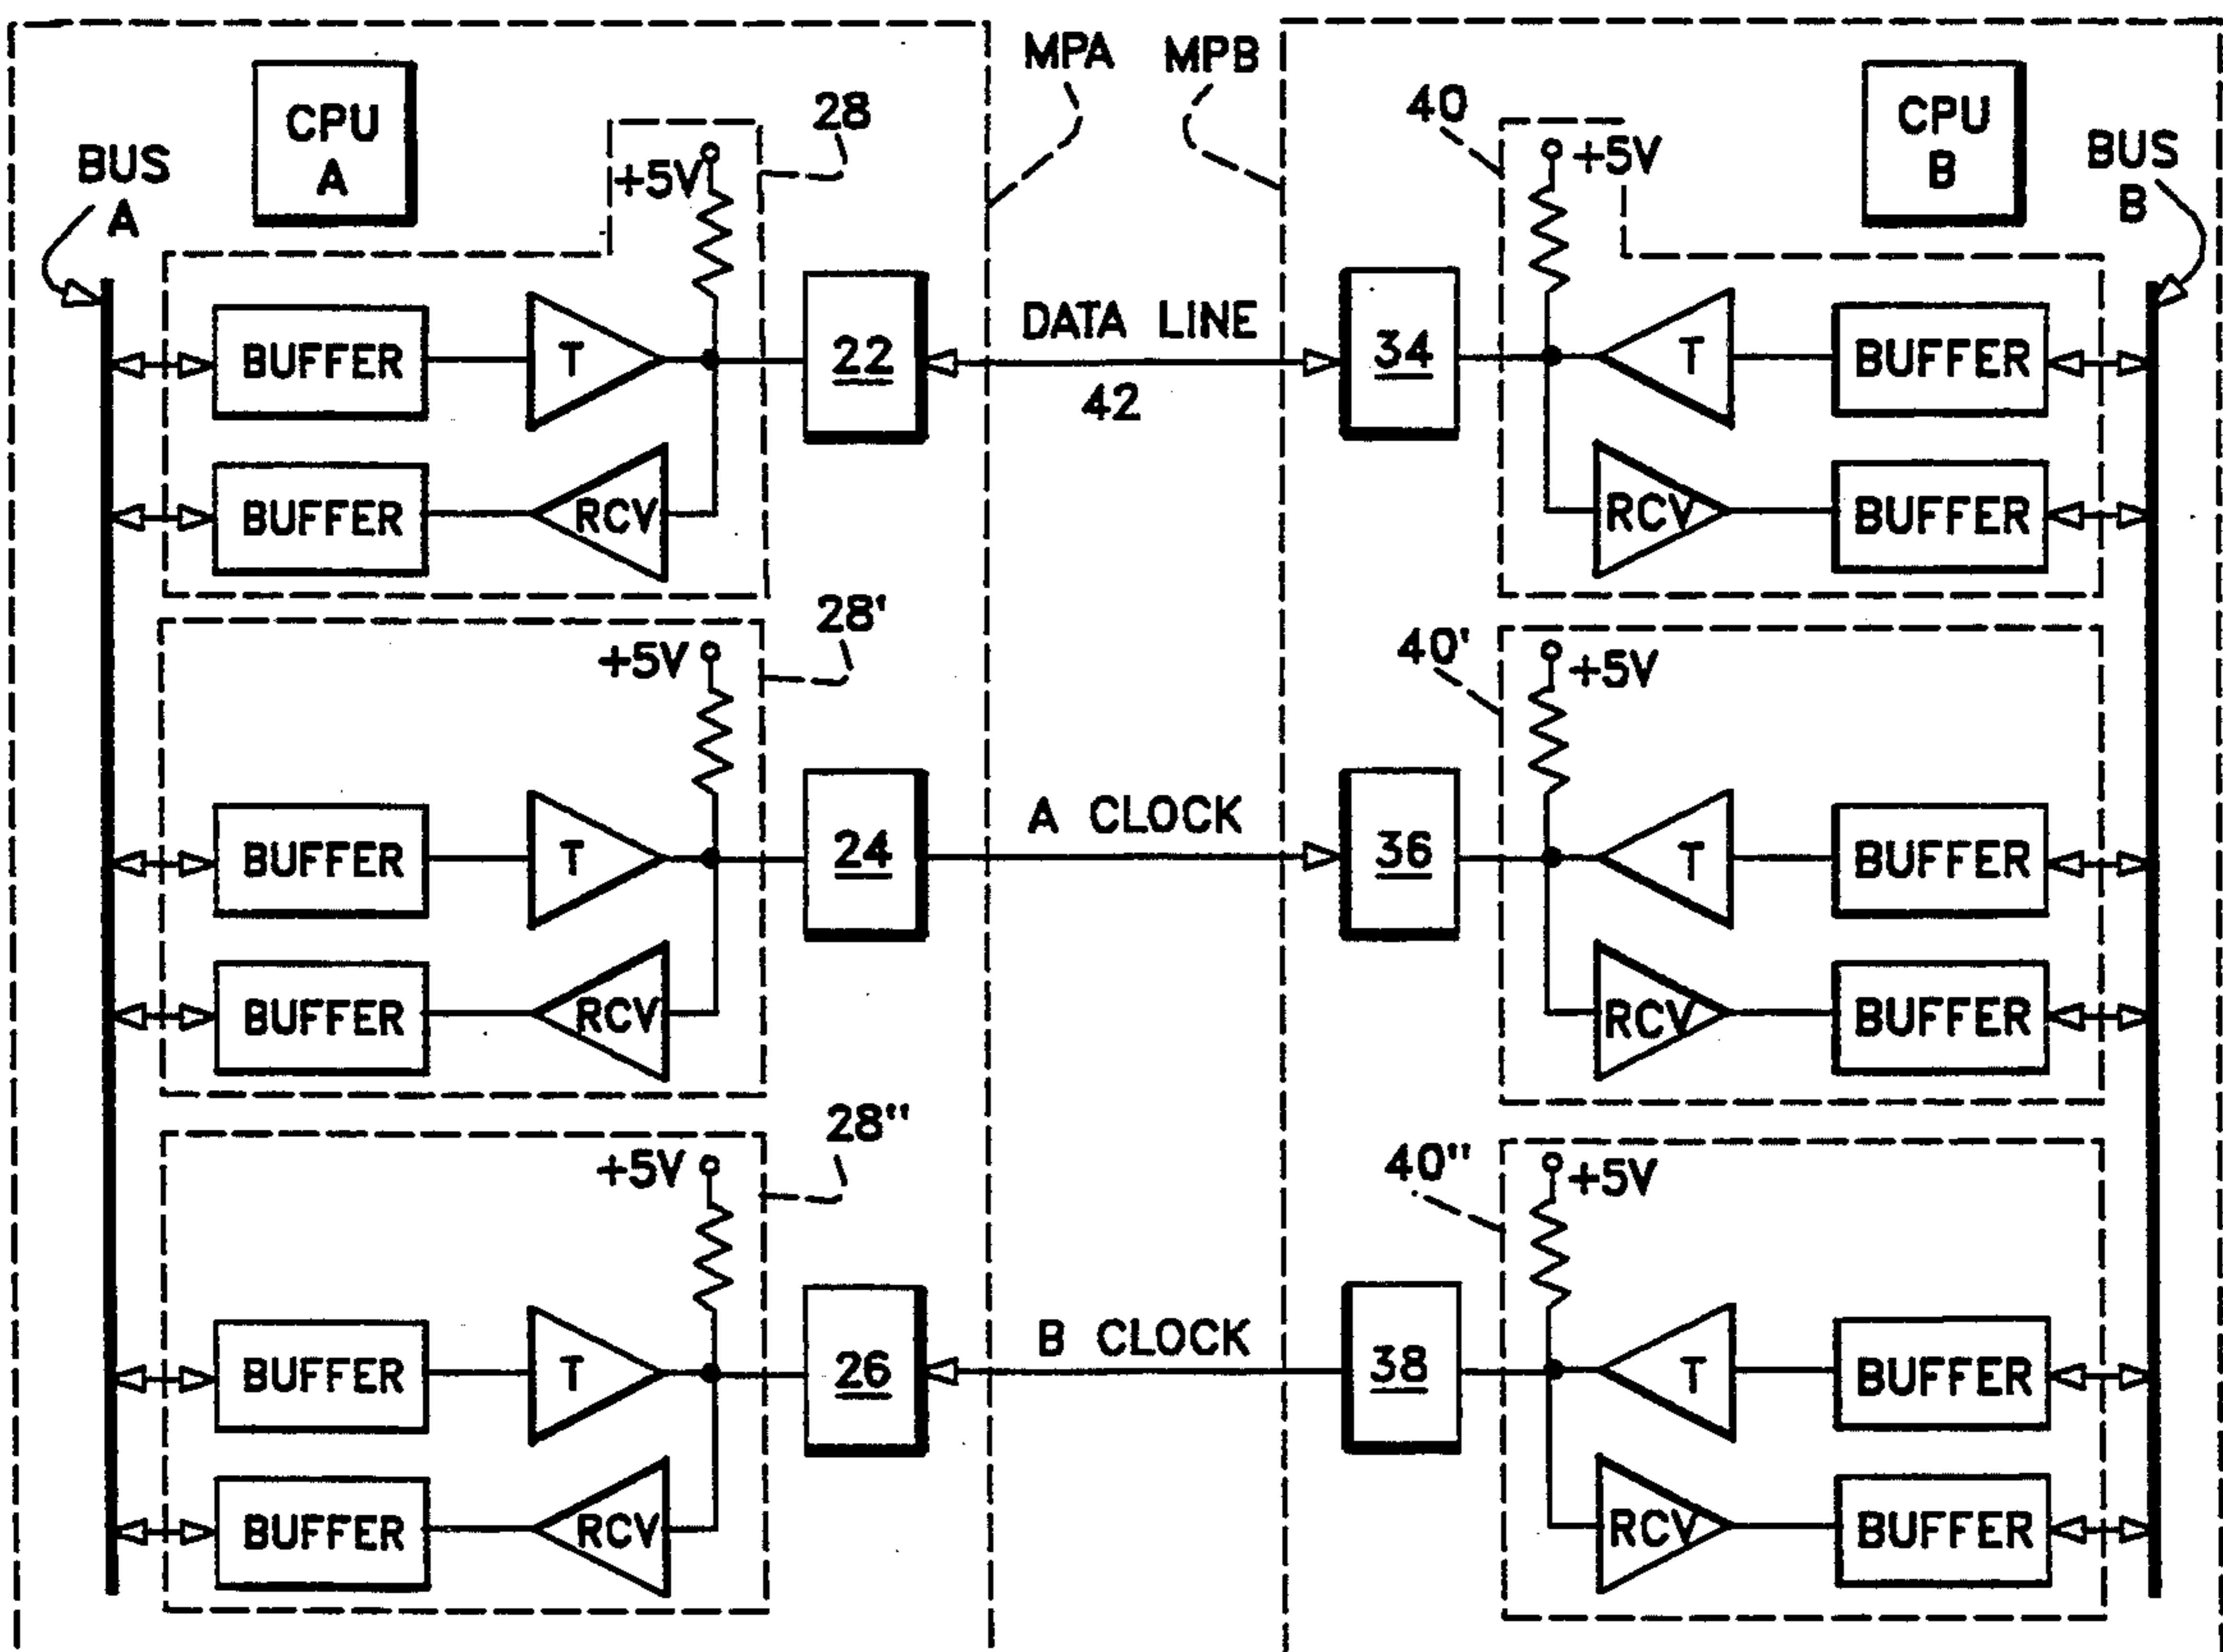 MPA MPB
CPU A
28
40
CPU B
BUS A
+5V
+5V
BUS B
BUFFER T 22 DATA LINE 34 T BUFFER
42
BUFFER RCV RCV BUFFER
28'
40'
+5V
+5V
BUFFER T 24 A CLOCK 36 T BUFFER
BUFFER RCV RCV BUFFER
28"
40"
+5V
+5V
BUFFER T 26 B CLOCK 38 T BUFFER
BUFFER RCV RCV BUFFER